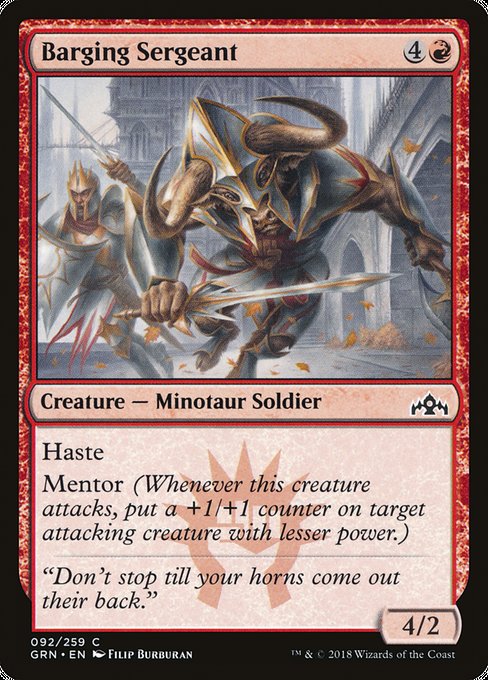 Barging Sergeant 4
Creature — Minotaur Soldier
Haste
Mentor (Whenever this creature
attacks, put a +1/+1 counter on target
attacking creature with lesser power.)
“Don’t stop till your horns come out
their back.”
4/2
092/259 C
GRN • EN Filip Burburan
™ & © 2018 Wizards of the Coast